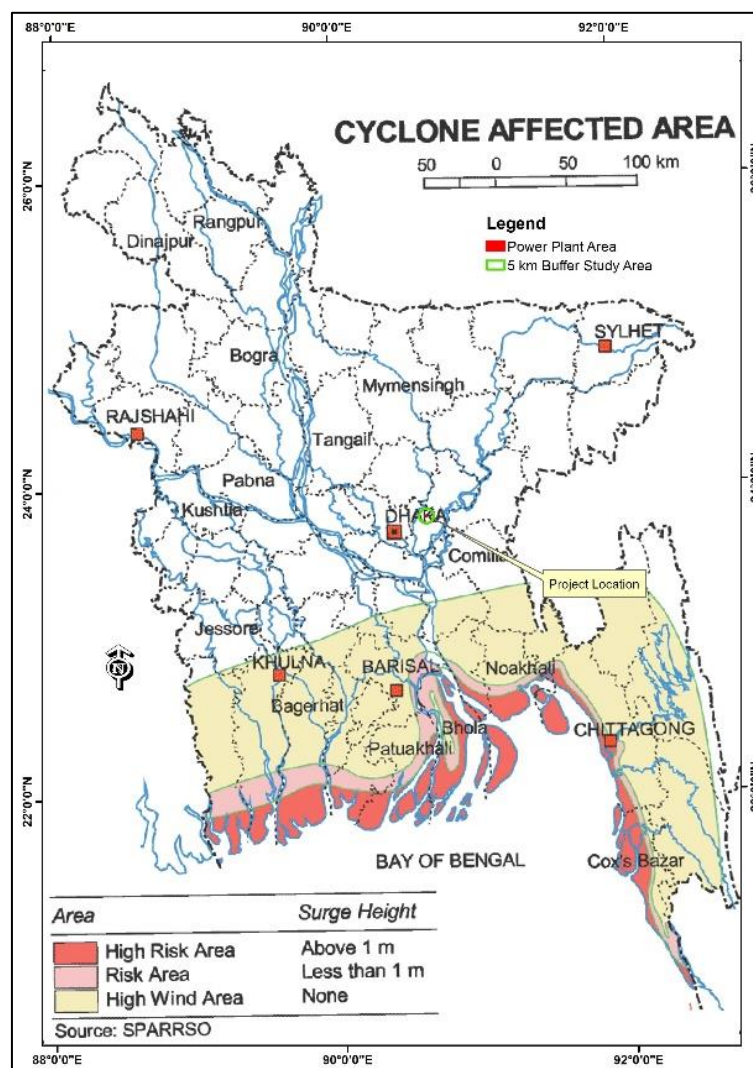 88°0'0"E
90°0'0"E
92°0'0"E
CYCLONE AFFECTED AREA
50 0 50 100 km
26°0'0"N
Legend
Power Plant Area
5 km Buffer Study Area
Rangpur
Dinajpur
SYLHET
Bogra
Mymensingh
RAJSHAHI
Tangail
Pabna
24°0'0"N
Kushtia
DHAKA
Comilla
Project Location
Jessore
N
KHULNA
BARISAL
Noakhali
Bagerhat
Bhola
CHITTAGONG
Patuakhali
22°0'0"N
BAY OF BENGAL
Cox's Bazar
Area Surge Height
High Risk Area Above 1 m
Risk Area Less than 1 m
High Wind Area None
Source: SPARRSO
88°0'0"E
90°0'0"E
92°0'0"E